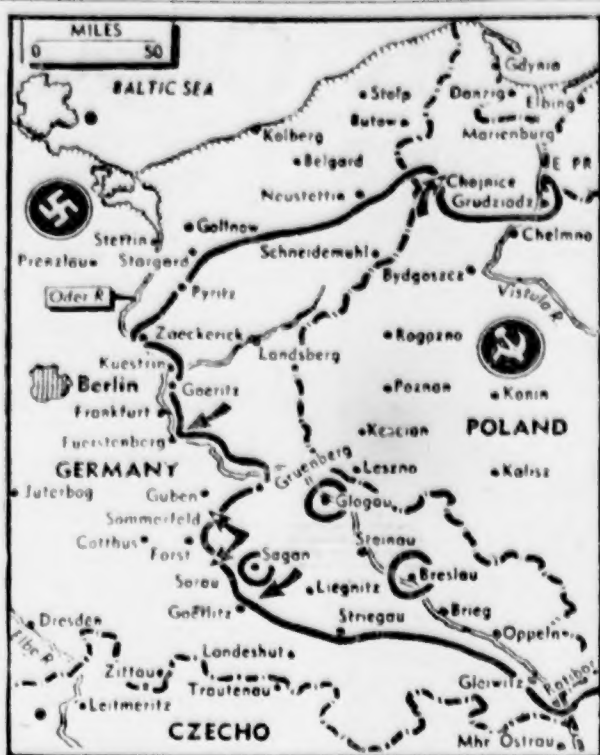 MILES
0 50
BALTIC SEA
Gdynia
Stolp
Danzig
Elbing
Butow
Marienburg
Kolberg
Belgard
E PR
Neustettin
Chojnice
Grudziadz
Gollnow
Chelmno
Stettin
Prenzlau
Stargard
Schneidemuhl
Bydgoszcz
Oder R
Pyritz
Vistula R.
Zaeckerick
Landsberg
Rogozno
Kuestrin
Berlin
Goeritz
Poznan
Konin
Frankfurt
Koscian
POLAND
Fuerstenberg
GERMANY
Gruenberg
Leszno
Kalisz
Juterbog
Guben
Glogau
Sommerfeld
Steinau
Cottbus
Forst
Sagan
Breslau
Sorau
Liegnitz
Brieg
Dresden
Goerlitz
Striegau
Oppeln
Elbe R
Landeshut
Zittau
Gleiwitz
Ratibor
Trautenau
Leitmeritz
CZECHO
Mhr Ostrau